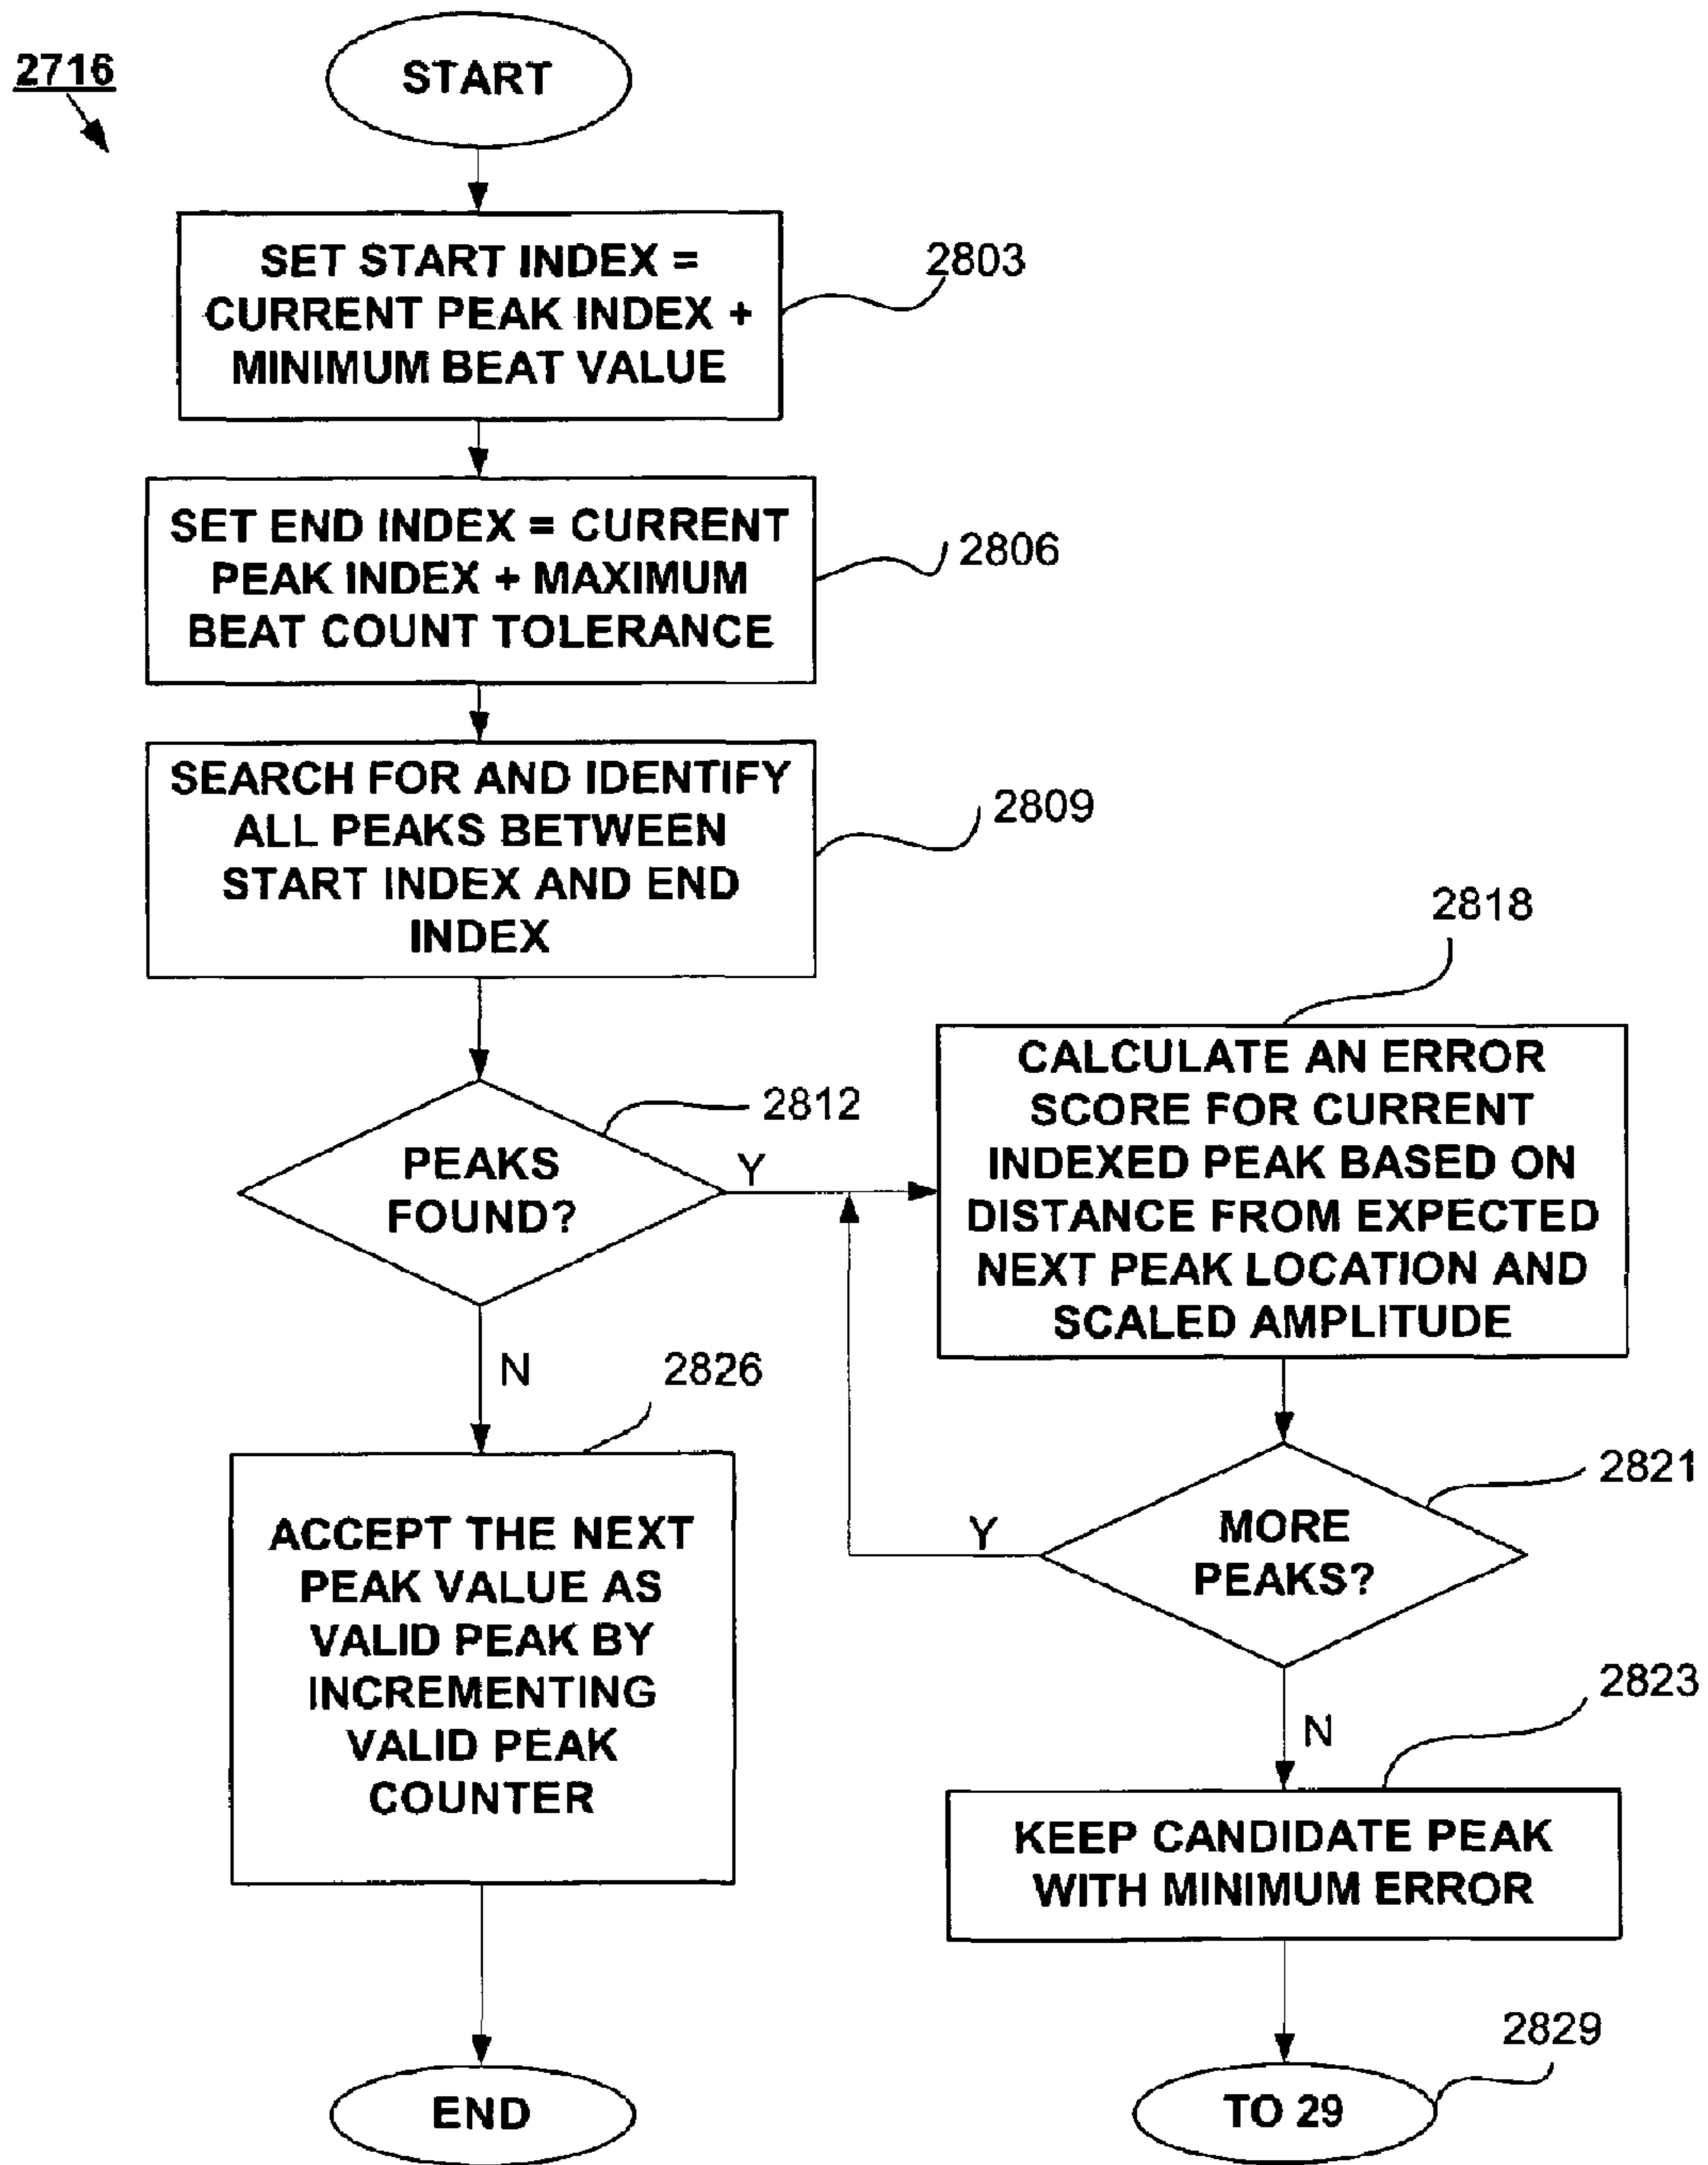 2716
START
SET START INDEX =
CURRENT PEAK INDEX +
MINIMUM BEAT VALUE
2803
SET END INDEX = CURRENT
PEAK INDEX + MAXIMUM
BEAT COUNT TOLERANCE
2806
SEARCH FOR AND IDENTIFY
ALL PEAKS BETWEEN
START INDEX AND END
INDEX
2809
PEAKS
FOUND?
2812
Y
N
2818
CALCULATE AN ERROR
SCORE FOR CURRENT
INDEXED PEAK BASED ON
DISTANCE FROM EXPECTED
NEXT PEAK LOCATION AND
SCALED AMPLITUDE
2826
ACCEPT THE NEXT
PEAK VALUE AS
VALID PEAK BY
INCREMENTING
VALID PEAK
COUNTER
END
2821
MORE
PEAKS?
Y
N
2823
KEEP CANDIDATE PEAK
WITH MINIMUM ERROR
2829
TO 29